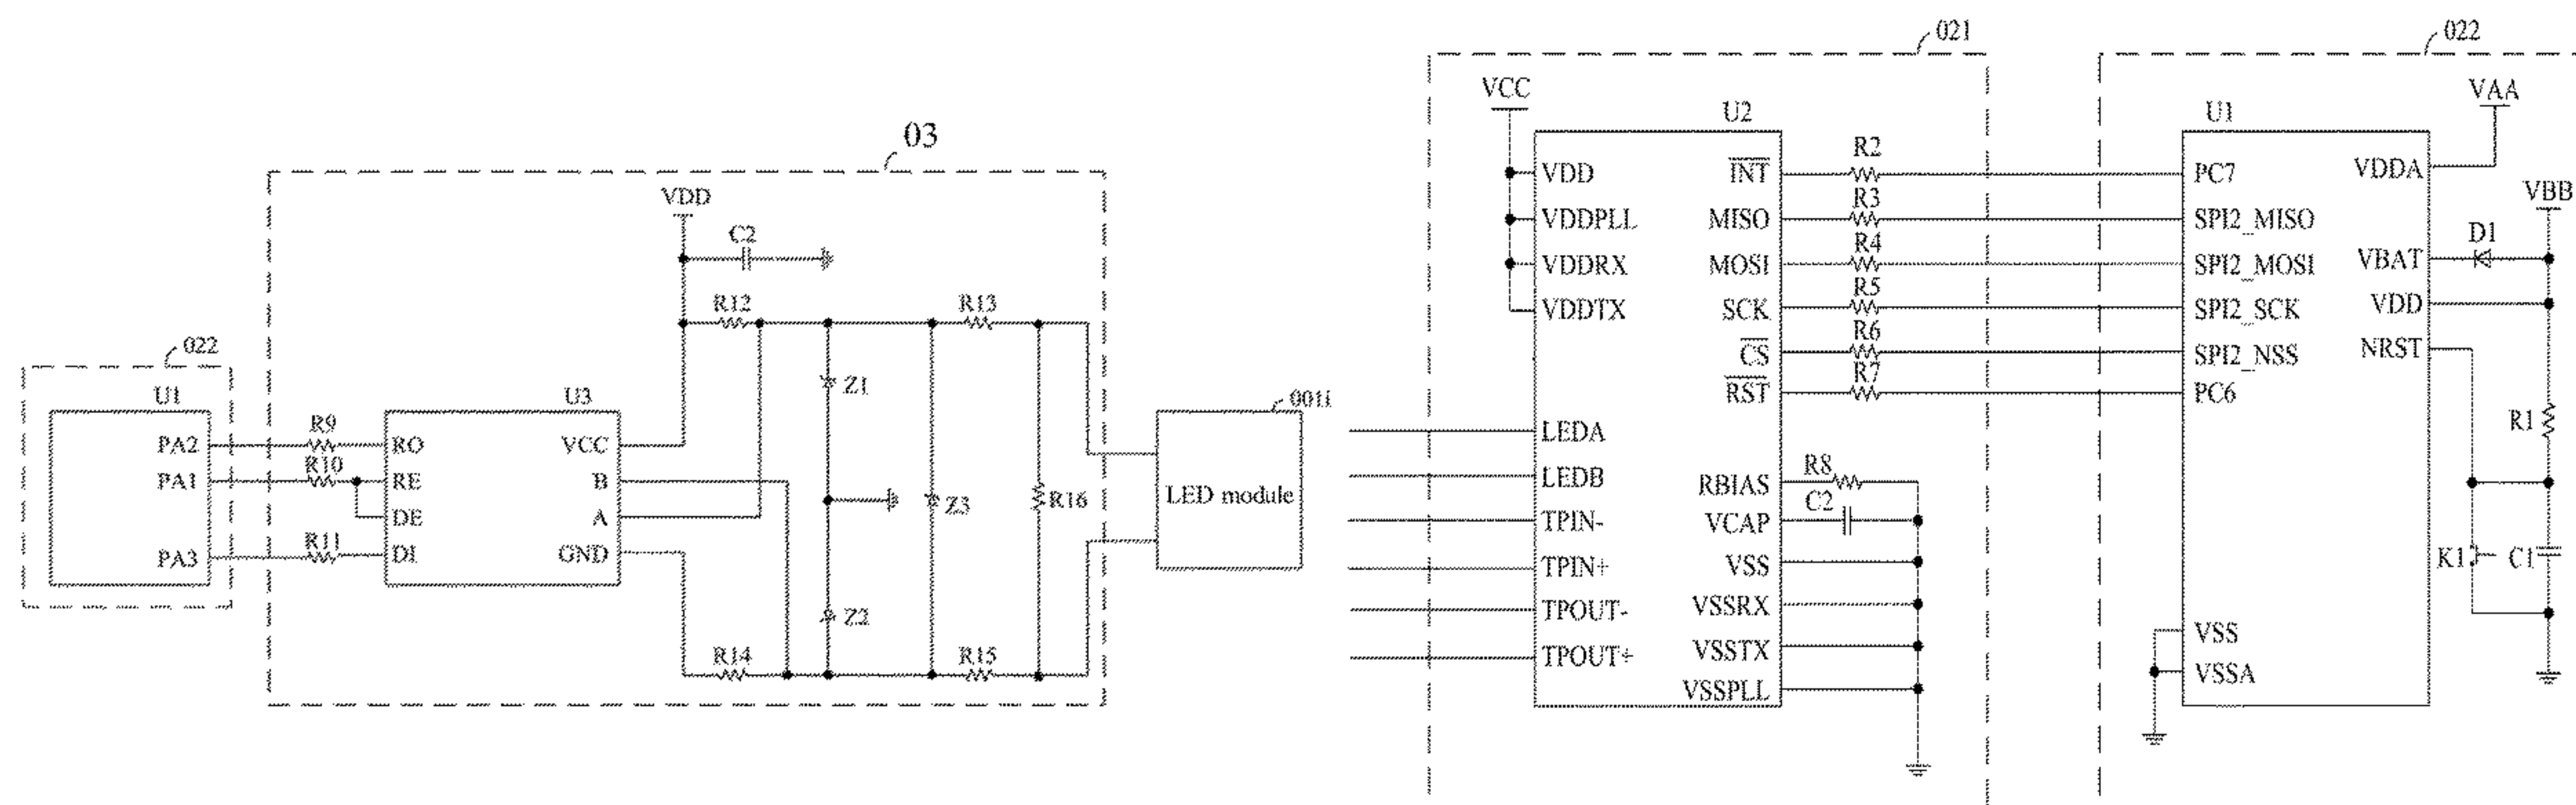 03
VDD
C2
R12
R13
022
U1
U3
Z1
001i
PA2
R9
RO
VCC
PA1
R10
RE
B
Z3
R16
LED module
DE
A
PA3
R11
DI
GND
Z2
R14
R15
021
VCC
U2
VDD
INT
R2
VDDPLL
MISO
R3
VDDRX
MOSI
R4
VDDTX
SCK
R5
CS
R6
RST
R7
LEDA
LEDB
RBIAS
R8
TPIN-
VCAP
C2
TPIN+
VSS
TPOUT-
VSSRX
TPOUT+
VSSTX
VSSPLL
022
VAA
U1
PC7
VDDA
VBB
SPI2_MISO
D1
SPI2_MOSI
VBAT
SPI2_SCK
VDD
SPI2_NSS
NRST
PC6
R1
K1
C1
VSS
VSSA